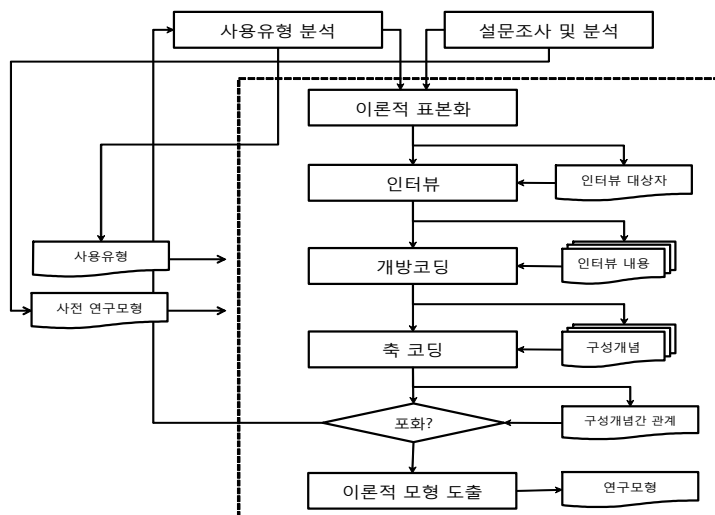 사용유형 분석
설문조사 및 분석
이론적 표본화
인터뷰
인터뷰 대상자
사용유형
개방코딩
인터뷰 내용
사전 연구모형
축 코딩
구성개념
포화?
구성개념간 관계
이론적 모형 도출
연구모형